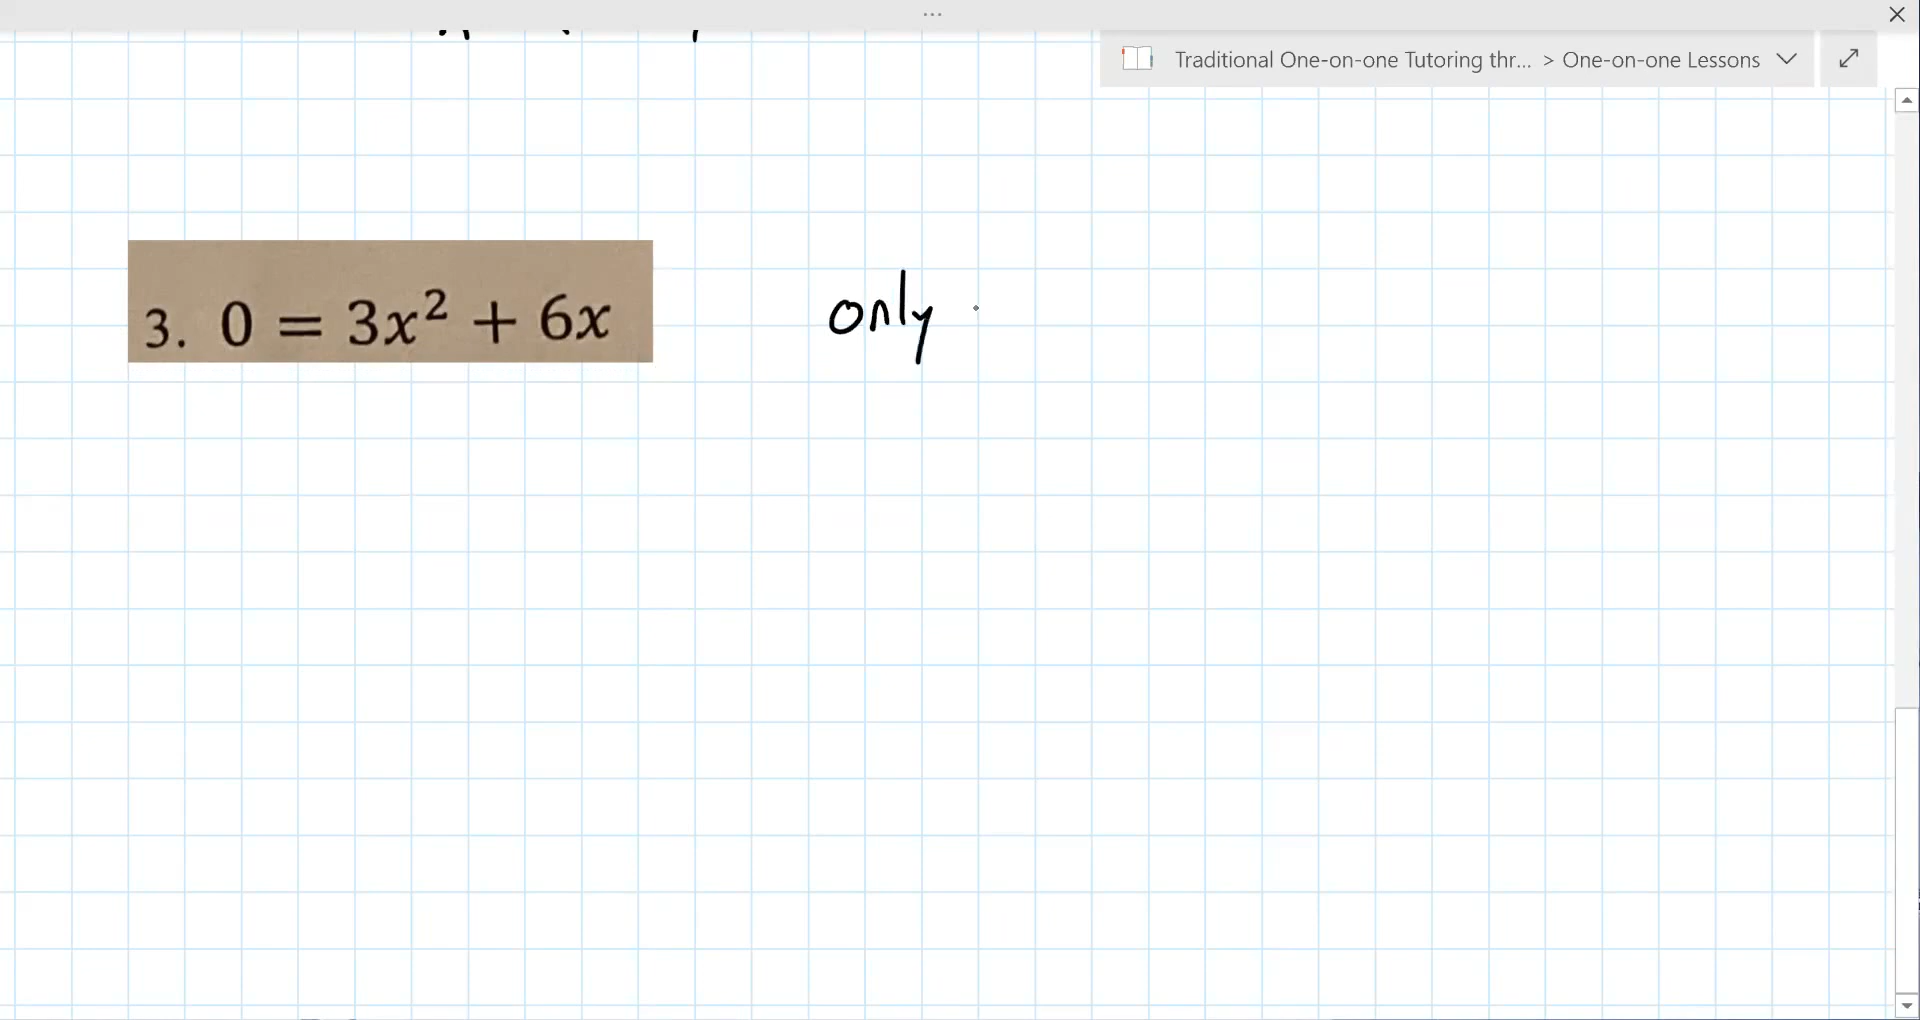 Traditional One-on-one Tutoring thr... > One-on-one Lessons
3. 0 = 3x² + 6x
only